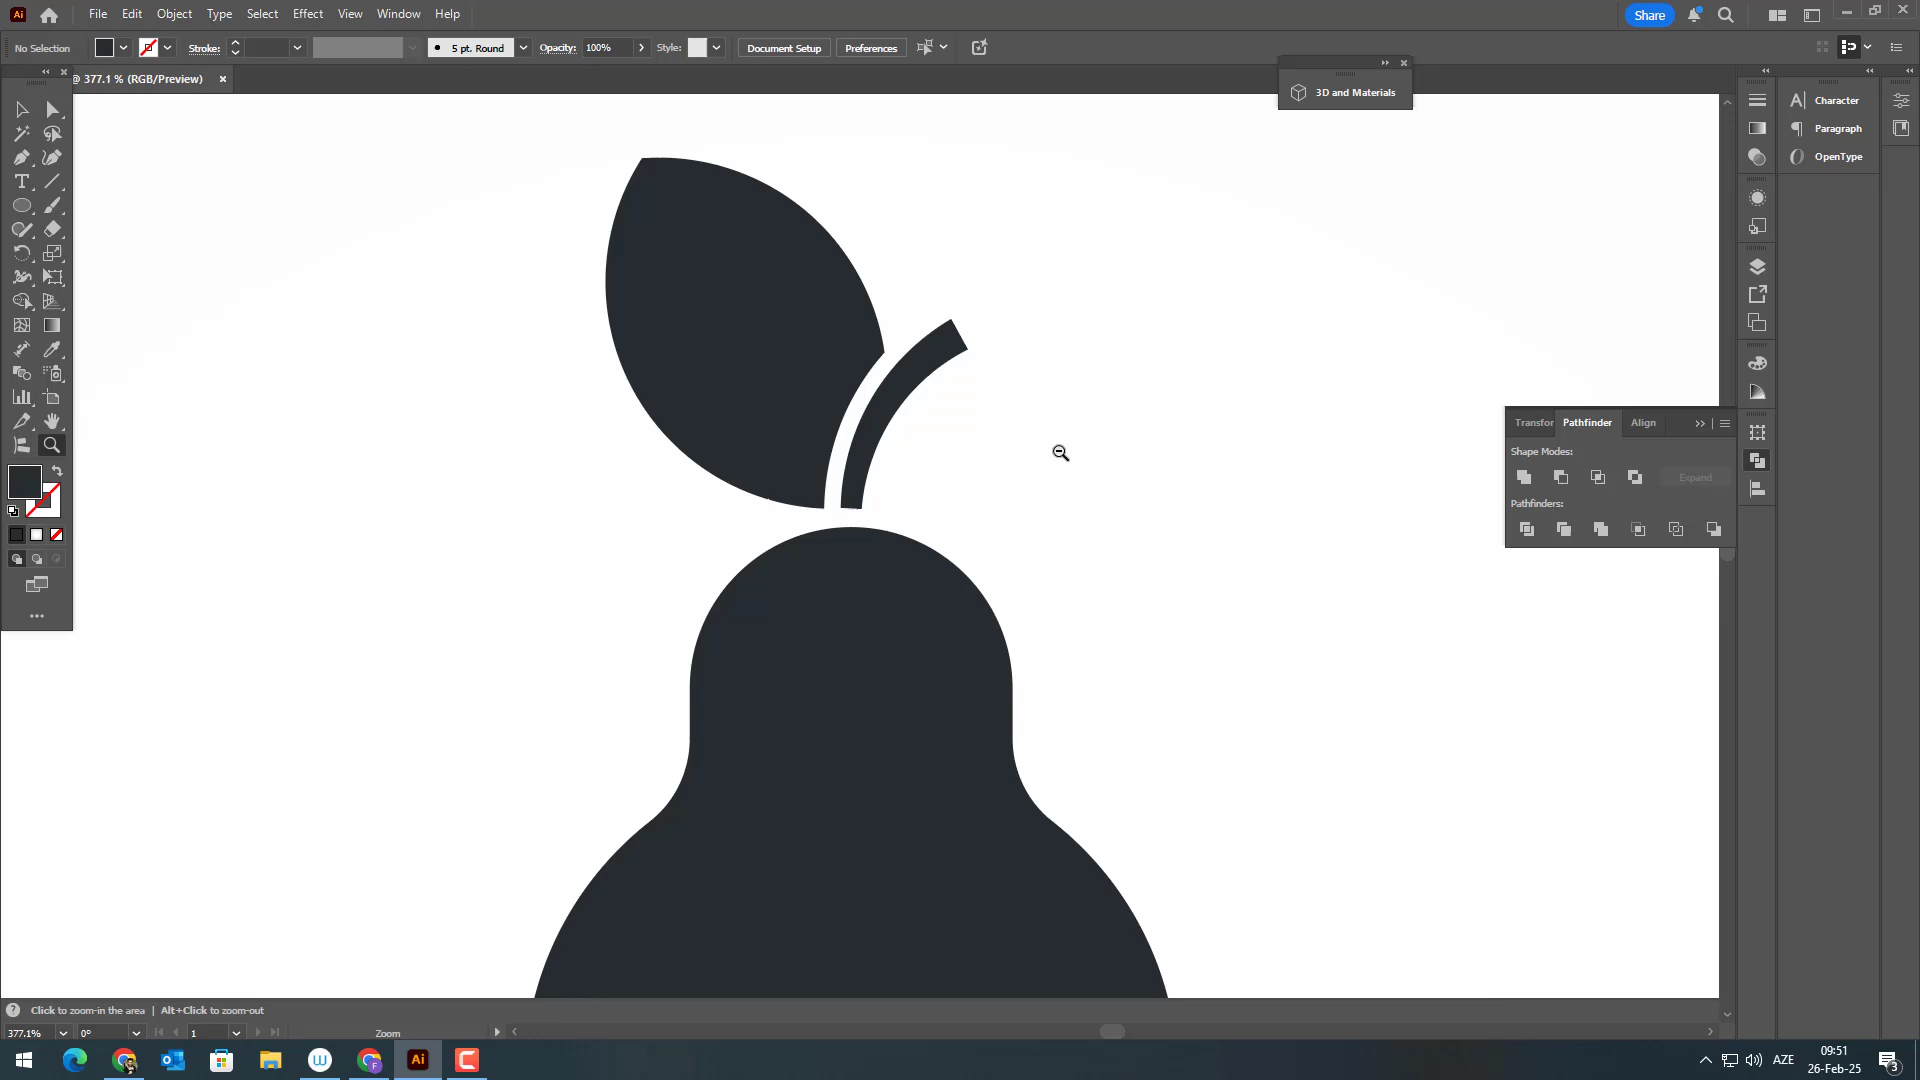 Ai File Edit Object Type Select Effect View Window Help Share
No Selection Stroke: 5 pt. Round Opacity: 100% Style: Document Setup Preferences
@ 377.1 % (RGB/Preview)
3D and Materials
Character
Paragraph
OpenType
Transfor Pathfinder Align
Shape Modes:
Expand
Pathfinders:
Click to zoom-in the area | Alt+Click to zoom-out
377.1% 0° 1 Zoom
Ai AZE 09:51
26-Feb-25 3